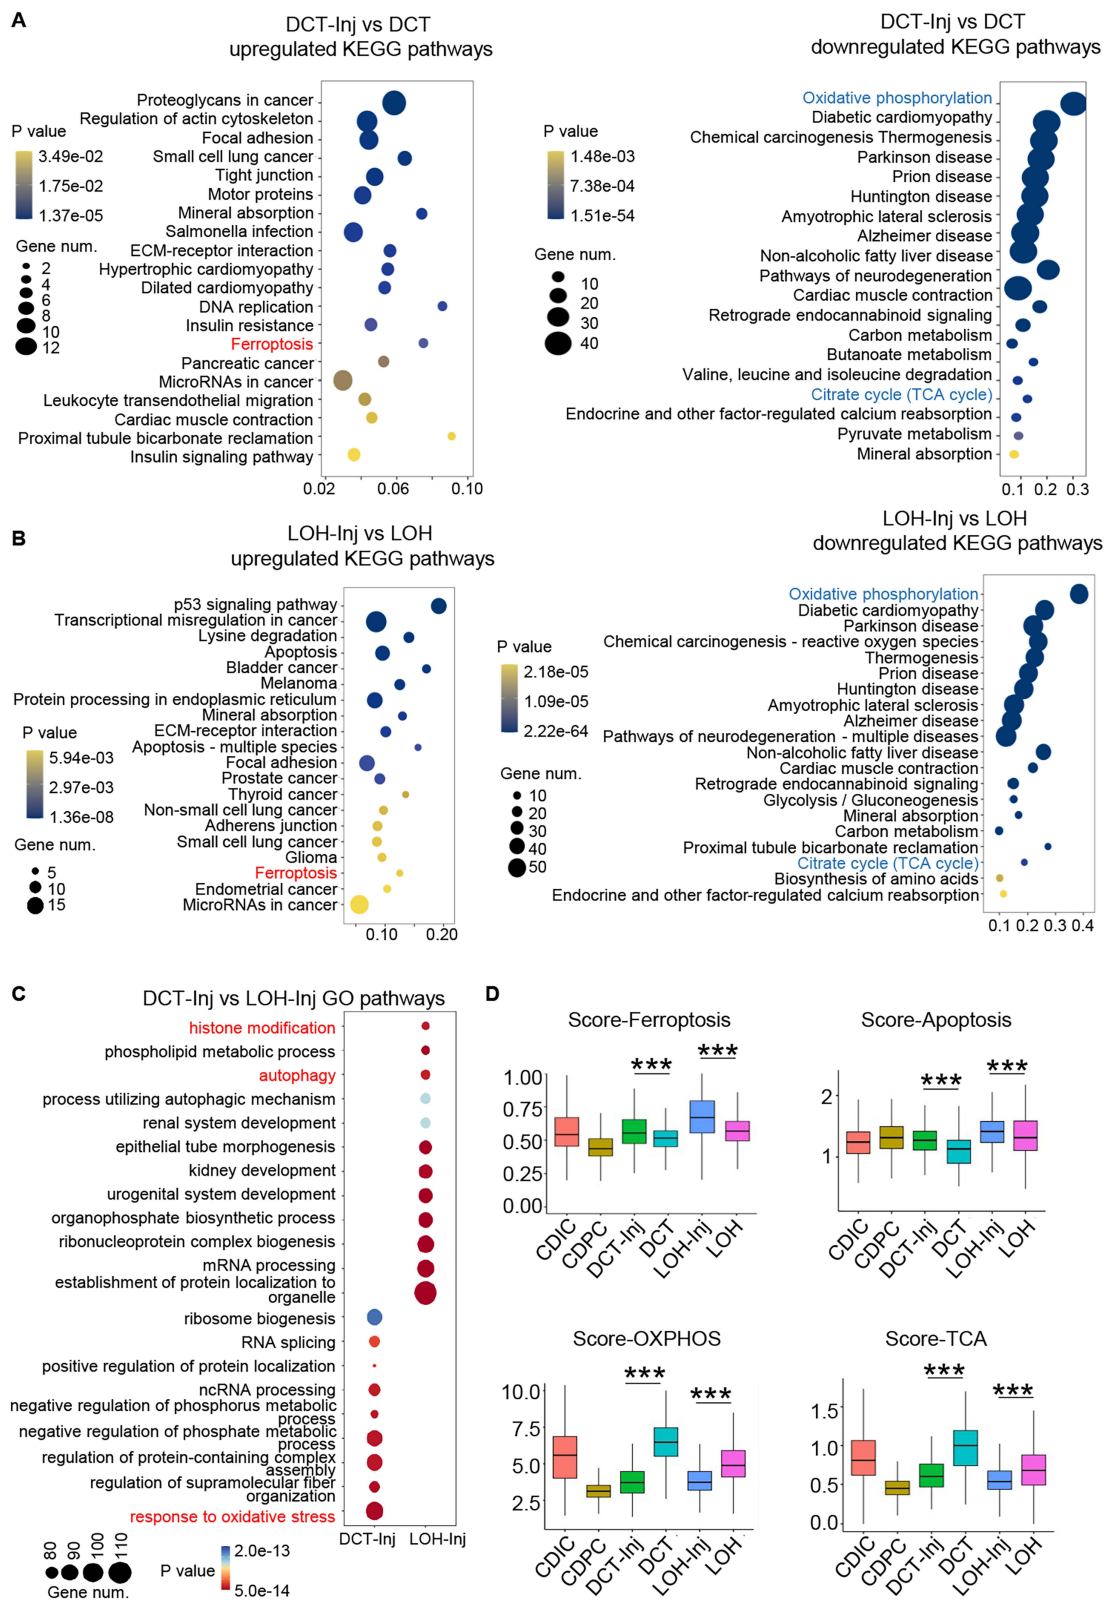 A
DCT-Inj vs DCT
upregulated KEGG pathways
Proteoglycans in cancer
Regulation of actin cytoskeleton
Focal adhesion
Small cell lung cancer
Tight junction
Motor proteins
Mineral absorption
Salmonella infection
ECM-receptor interaction
Hypertrophic cardiomyopathy
Dilated cardiomyopathy
DNA replication
Insulin resistance
Ferroptosis
Pancreatic cancer
MicroRNAs in cancer
Leukocyte transendothelial migration
Cardiac muscle contraction
Proximal tubule bicarbonate reclamation
Insulin signaling pathway
0.02 0.06 0.10
P value
3.49e-02
1.75e-02
1.37e-05
Gene num.
2
4
6
8
10
12
DCT-Inj vs DCT
downregulated KEGG pathways
Oxidative phosphorylation
Diabetic cardiomyopathy
Chemical carcinogenesis Thermogenesis
Parkinson disease
Prion disease
Huntington disease
Amyotrophic lateral sclerosis
Alzheimer disease
Non-alcoholic fatty liver disease
Pathways of neurodegeneration
Cardiac muscle contraction
Retrograde endocannabinoid signaling
Carbon metabolism
Butanoate metabolism
Valine, leucine and isoleucine degradation
Citrate cycle (TCA cycle)
Endocrine and other factor-regulated calcium reabsorption
Pyruvate metabolism
Mineral absorption
0.1 0.2 0.3
P value
1.48e-03
7.38e-04
1.51e-54
Gene num.
10
20
30
40
B
LOH-Inj vs LOH
upregulated KEGG pathways
p53 signaling pathway
Transcriptional misregulation in cancer
Lysine degradation
Apoptosis
Bladder cancer
Melanoma
Protein processing in endoplasmic reticulum
Mineral absorption
ECM-receptor interaction
Apoptosis - multiple species
Focal adhesion
Prostate cancer
Thyroid cancer
Non-small cell lung cancer
Adherens junction
Small cell lung cancer
Glioma
Ferroptosis
Endometrial cancer
MicroRNAs in cancer
0.10 0.20
P value
5.94e-03
2.97e-03
1.36e-08
Gene num.
5
10
15
LOH-Inj vs LOH
downregulated KEGG pathways
Oxidative phosphorylation
Diabetic cardiomyopathy
Parkinson disease
Chemical carcinogenesis - reactive oxygen species
Thermogenesis
Prion disease
Huntington disease
Amyotrophic lateral sclerosis
Alzheimer disease
Pathways of neurodegeneration - multiple diseases
Non-alcoholic fatty liver disease
Cardiac muscle contraction
Retrograde endocannabinoid signaling
Glycolysis / Gluconeogenesis
Mineral absorption
Carbon metabolism
Proximal tubule bicarbonate reclamation
Citrate cycle (TCA cycle)
Biosynthesis of amino acids
Endocrine and other factor-regulated calcium reabsorption
0.1 0.2 0.3 0.4
P value
2.18e-05
1.09e-05
2.22e-64
Gene num.
10
20
30
40
50
C
DCT-Inj vs LOH-Inj GO pathways
histone modification
phospholipid metabolic process
autophagy
process utilizing autophagic mechanism
renal system development
epithelial tube morphogenesis
kidney development
urogenital system development
organophosphate biosynthetic process
ribonucleoprotein complex biogenesis
mRNA processing
establishment of protein localization to
organelle
ribosome biogenesis
RNA splicing
positive regulation of protein localization
ncRNA processing
negative regulation of phosphorus metabolic
process
negative regulation of phosphate metabolic
process
regulation of protein-containing complex
assembly
regulation of supramolecular fiber
organization
response to oxidative stress
DCT-Inj LOH-Inj
80 90 100 110
Gene num.
P value
2.0e-13
5.0e-14
D
Score-Ferroptosis
***
***
1.00
0.75
0.50
0.25
0.00
CDIC CDPC DCT-Inj DCT LOH-Inj LOH
Score-Apoptosis
***
***
2
1
CDIC CDPC DCT-Inj DCT LOH-Inj LOH
Score-OXPHOS
***
***
10.0
7.5
5.0
2.5
CDIC CDPC DCT-Inj DCT LOH-Inj LOH
Score-TCA
***
***
1.5
1.0
0.5
0.0
CDIC CDPC DCT-Inj DCT LOH-Inj LOH